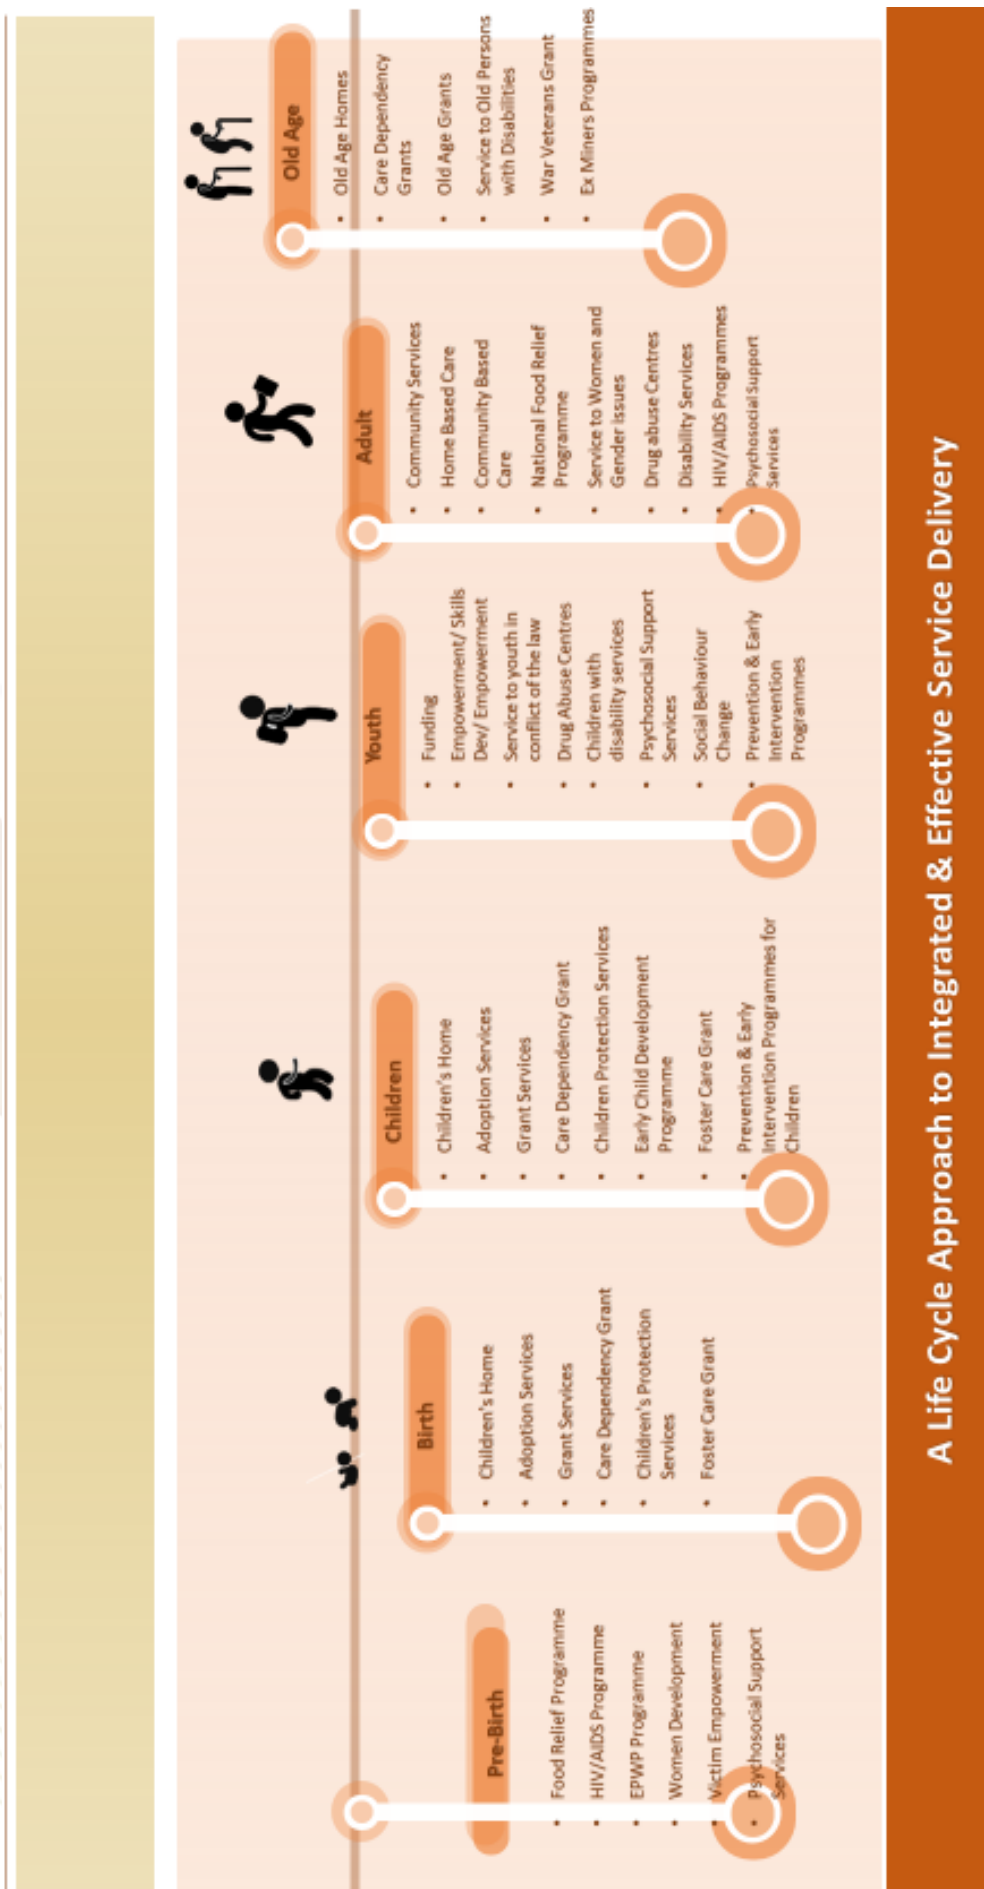 Pre-Birth
• Food Relief Programme
• HIV/AIDS Programme
• EPWP Programme
• Women Development
• Victim Empowerment
• Psychosocial Support
Services
Birth
• Children's Home
• Adoption Services
• Grant Services
• Care Dependency Grant
• Children's Protection
Services
• Foster Care Grant
Children
• Children's Home
• Adoption Services
• Grant Services
• Care Dependency Grant
• Children Protection Services
• Early Child Development
Programme
• Foster Care Grant
• Prevention & Early
Intervention Programmes for
Children
Youth
• Funding
• Empowerment/ Skills
Dev/ Empowerment
• Service to youth in
conflict of the law
• Drug Abuse Centres
• Children with
disability services
• Psychosocial Support
Services
• Social Behaviour
Change
• Prevention & Early
Intervention
Programmes
Adult
• Community Services
• Home Based Care
• Community Based
Care
• National Food Relief
Programme
• Service to Women and
Gender Issues
• Drug abuse Centres
• Disability Services
• HIV/AIDS Programmes
• Psychosocial Support
Services
Old Age
• Old Age Homes
• Care Dependency
Grants
• Old Age Grants
• Service to Old Persons
with Disabilities
• War Veterans Grant
• Ex Miners Programmes
A Life Cycle Approach to Integrated & Effective Service Delivery